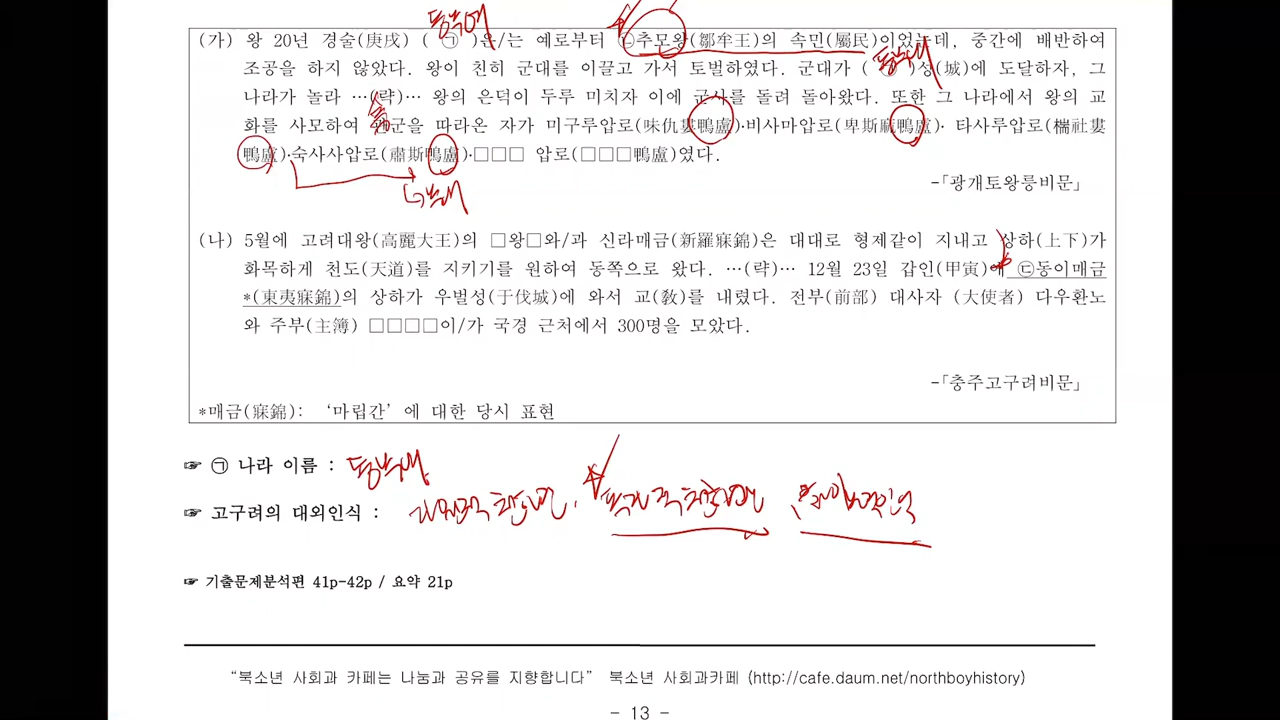 동부여
(가) 왕 20년 경술(庚戌) ( ㉠ )은/는 예로부터 ㉡추모왕(鄒牟王)의 속민(屬民)이었는데, 중간에 배반하여
조공을 하지 않았다. 왕이 친히 군대를 이끌고 가서 토벌하였다. 군대가 ( )성(城)에 도달하자, 그
나라가 놀라 …(략)… 왕의 은덕이 두루 미치자 이에 군사를 돌려 돌아왔다. 또한 그 나라에서 왕의 교
화를 사모하여 관군을 따라온 자가 미구루압로(味仇婁鴨盧)·비사마압로(卑斯麻鴨盧)· 타사루압로(椯社婁
鴨盧)·숙사사압로(肅斯鴨盧)·□□□ 압로(□□□鴨盧)였다.
-「광개토왕릉비문」
(나) 5월에 고려대왕(高麗大王)의 □왕□와/과 신라매금(新羅寐錦)은 대대로 형제같이 지내고 상하(上下)가
화목하게 천도(天道)를 지키기를 원하여 동쪽으로 왔다. …(략)… 12월 23일 갑인(甲寅)에 ㉢동이매금
*(東夷寐錦)의 상하가 우벌성(于伐城)에 와서 교(敎)를 내렸다. 전부(前部) 대사자 (大使者) 다우환노
와 주부(主簿) □□□□이/가 국경 근처에서 300명을 모았다.
-「충주고구려비문」
*매금(寐錦): ‘마립간’에 대한 당시 표현
☞ ㉠ 나라 이름 : 동부여
☞ 고구려의 대외인식 :
☞ 기출문제분석편 41p-42p / 요약 21p
“북소년 사회과 카페는 나눔과 공유를 지향합니다” 북소년 사회과카페 (http://cafe.daum.net/northboyhistory)
- 13 -